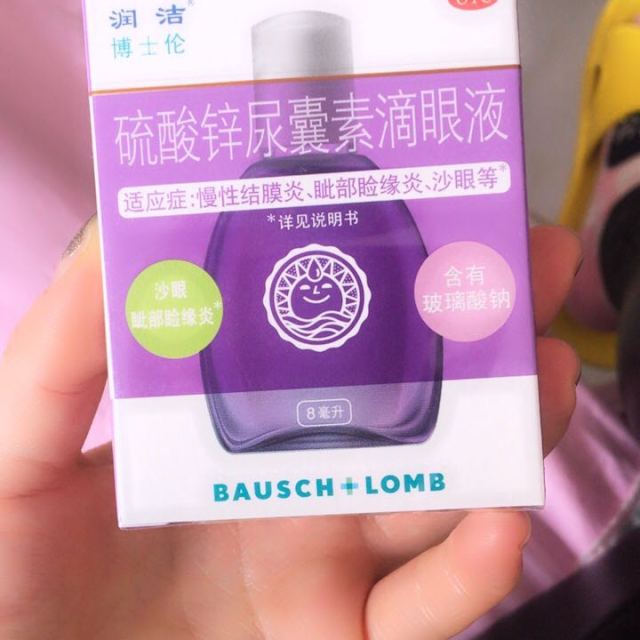 润洁®
博士伦
OTC
硫酸锌尿囊素滴眼液
适应症:慢性结膜炎、眦部睑缘炎、沙眼等*
*详见说明书
沙眼
眦部睑缘炎*
含有
玻璃酸钠
8毫升
BAUSCH+LOMB